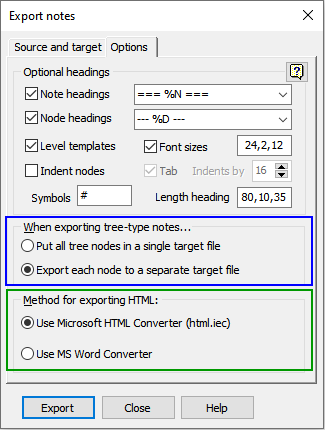 Export notes
Source and target Options
Optional headings ?
Note headings === %N ===
Node headings --- %D ---
Level templates Font sizes 24,2,12
Indent nodes Tab Indents by 16
Symbols # Length heading 80,10,35
When exporting tree-type notes...
Put all tree nodes in a single target file
Export each node to a separate target file
Method for exporting HTML:
Use Microsoft HTML Converter (html.iec)
Use MS Word Converter
Export Close Help